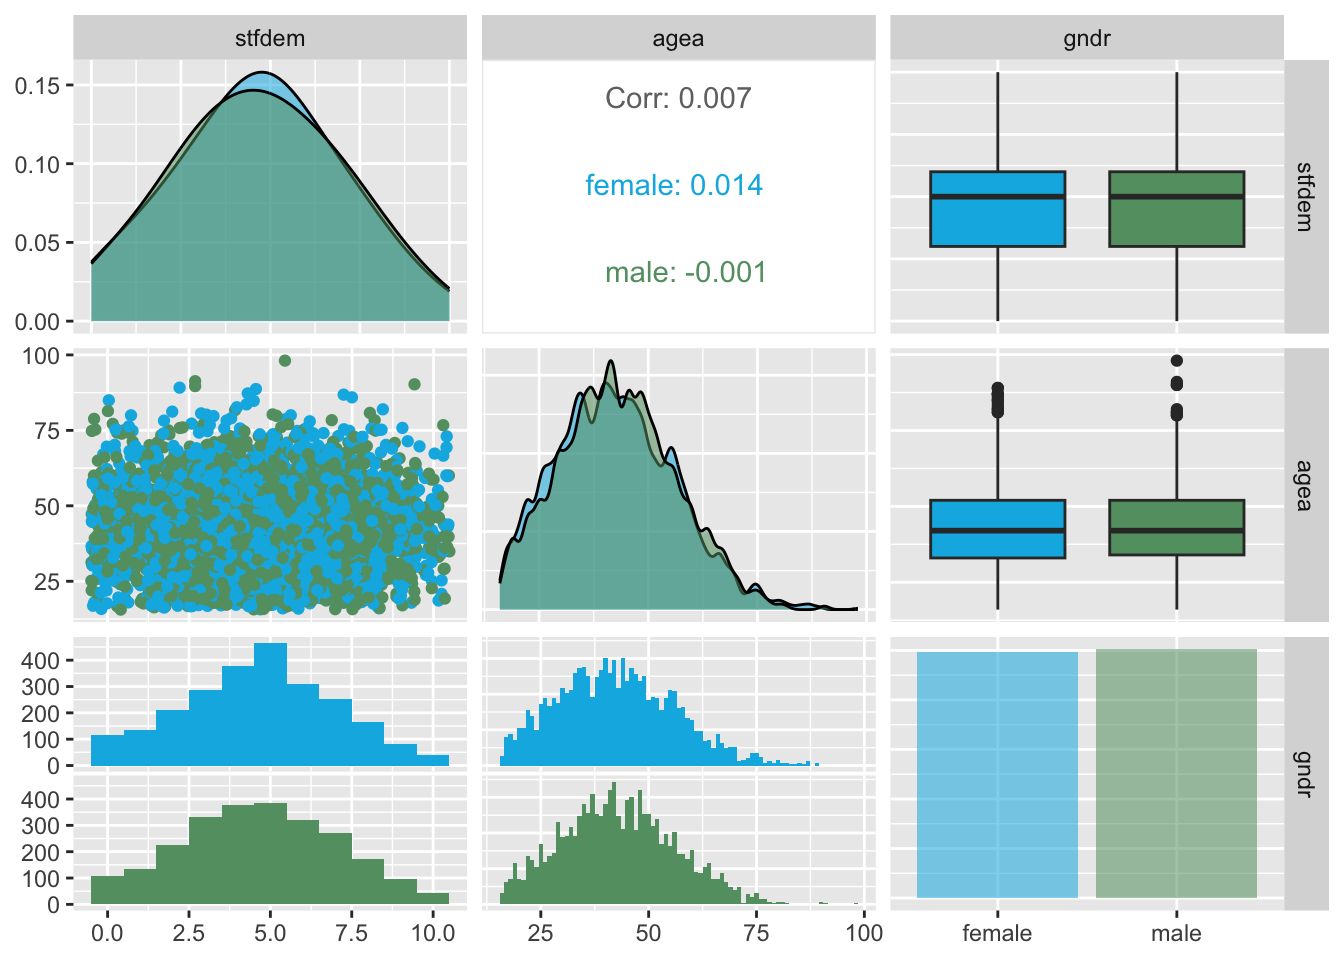 stfdem agea gndr
0.15
0.10
0.05
0.00
Corr: 0.007
female: 0.014
male: -0.001
stfdem
100
75
50
25
agea
400
300
200
100
0
400
300
200
100
0
gndr
0.0 2.5 5.0 7.5 10.0 25 50 75 100 female male